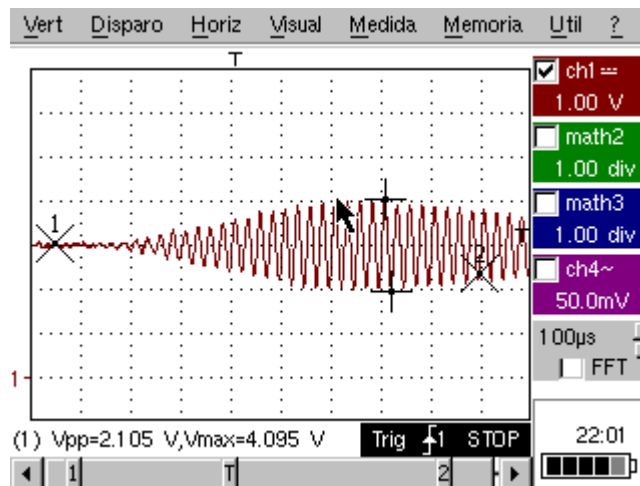 Vert Disparo Horiz Visual Medida Memoria Util ?
T
ch1
1.00 V
math2
1.00 div
math3
1.00 div
ch4~
50.0mV
100µs
FFT
1
2
T
1
(1) Vpp=2.105 V,Vmax=4.095 V
Trig 1 STOP
22:01
1 T 2